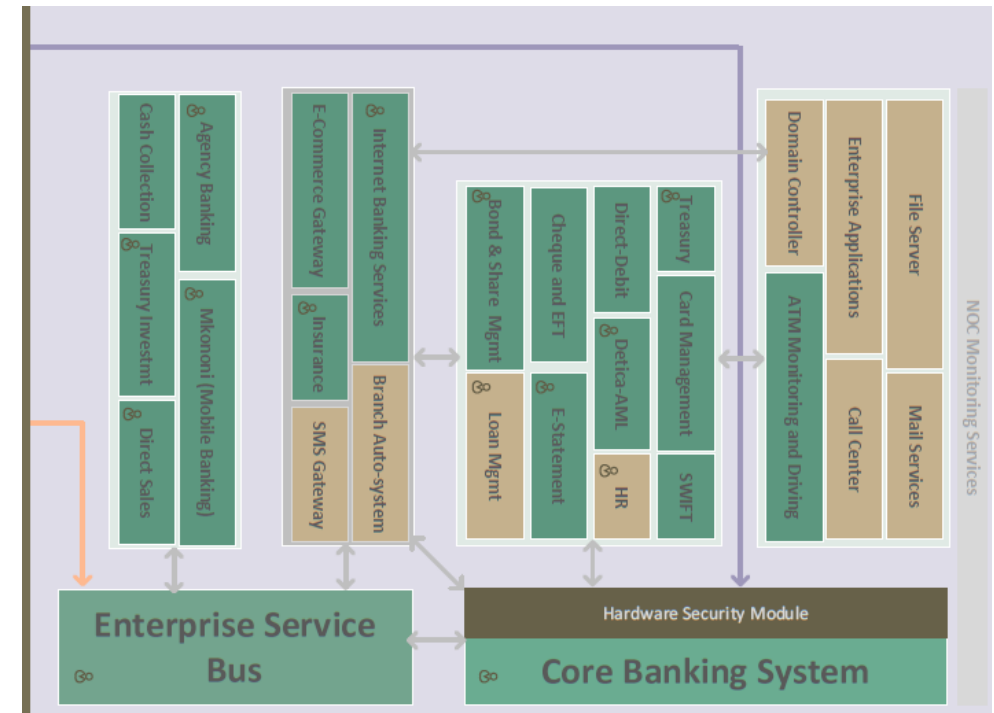 Cash Collection
Agency Banking
Treasury Investmt
Mkononi (Mobile Banking)
Direct Sales
E-Commerce Gateway
Internet Banking Services
Insurance
SMS Gateway
Branch Auto-system
Bond & Share Mgmt
Cheque and EFT
Direct-Debit
Treasury
Loan Mgmt
E-Statement
Detica-AML
Card Management
HR
SWIFT
Domain Controller
Enterprise Applications
File Server
ATM Monitoring and Driving
Call Center
Mail Services
NOC Monitoring Services
Enterprise Service
Bus
Hardware Security Module
Core Banking System